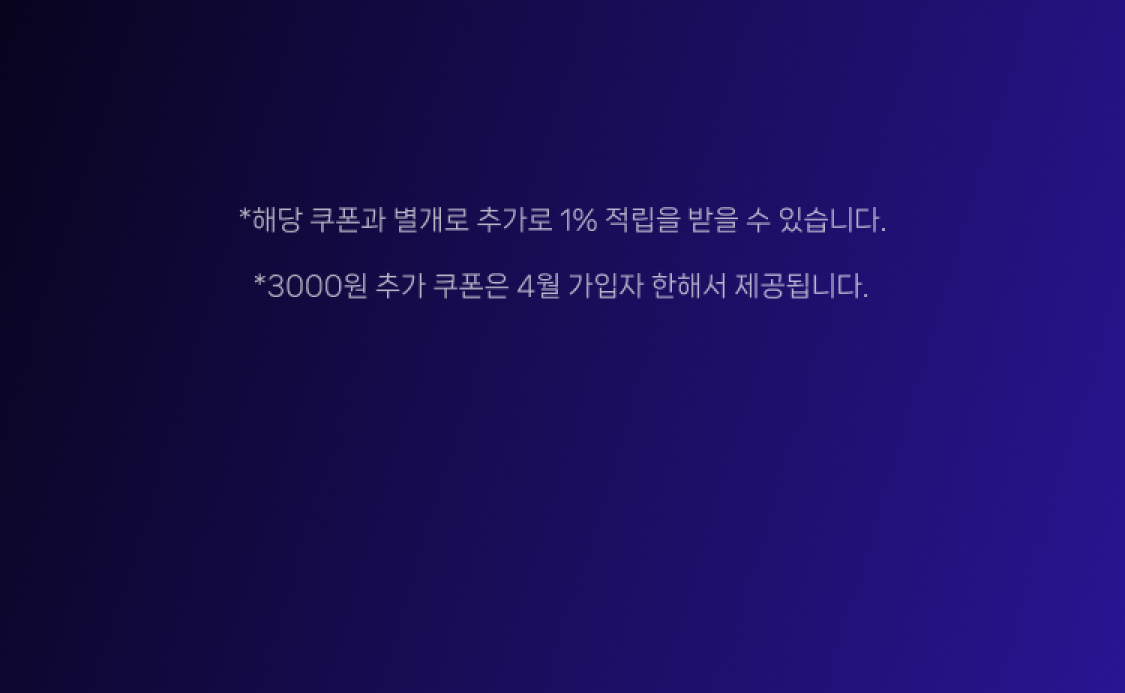 *해당 쿠폰과 별개로 추가로 1% 적립을 받을 수 있습니다.
*3000원 추가 쿠폰은 4월 가입자 한해서 제공됩니다.